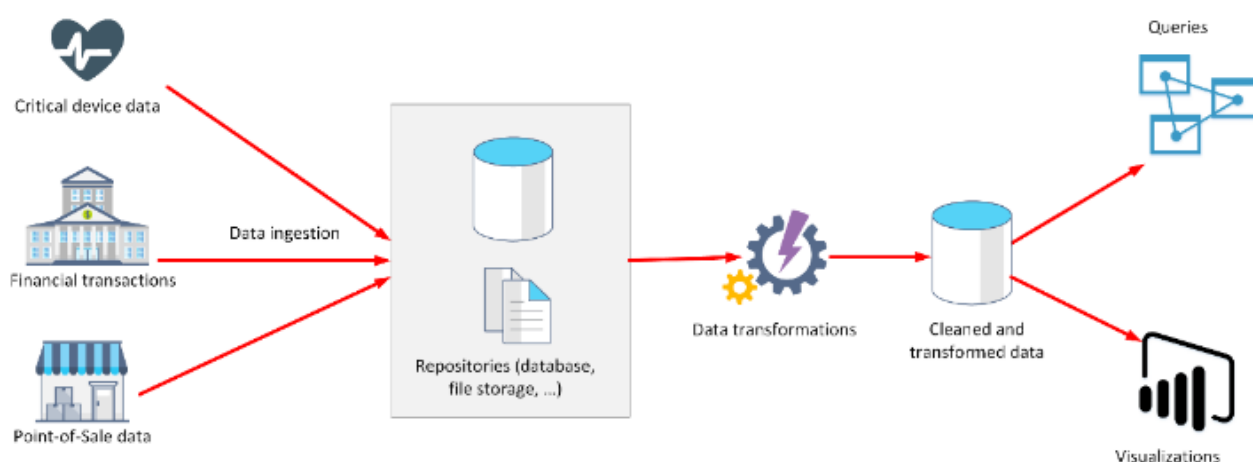 Critical device data
Financial transactions
Point-of-Sale data
Data ingestion
Repositories (database,
file storage, ...)
Data transformations
Cleaned and
transformed data
Queries
Visualizations